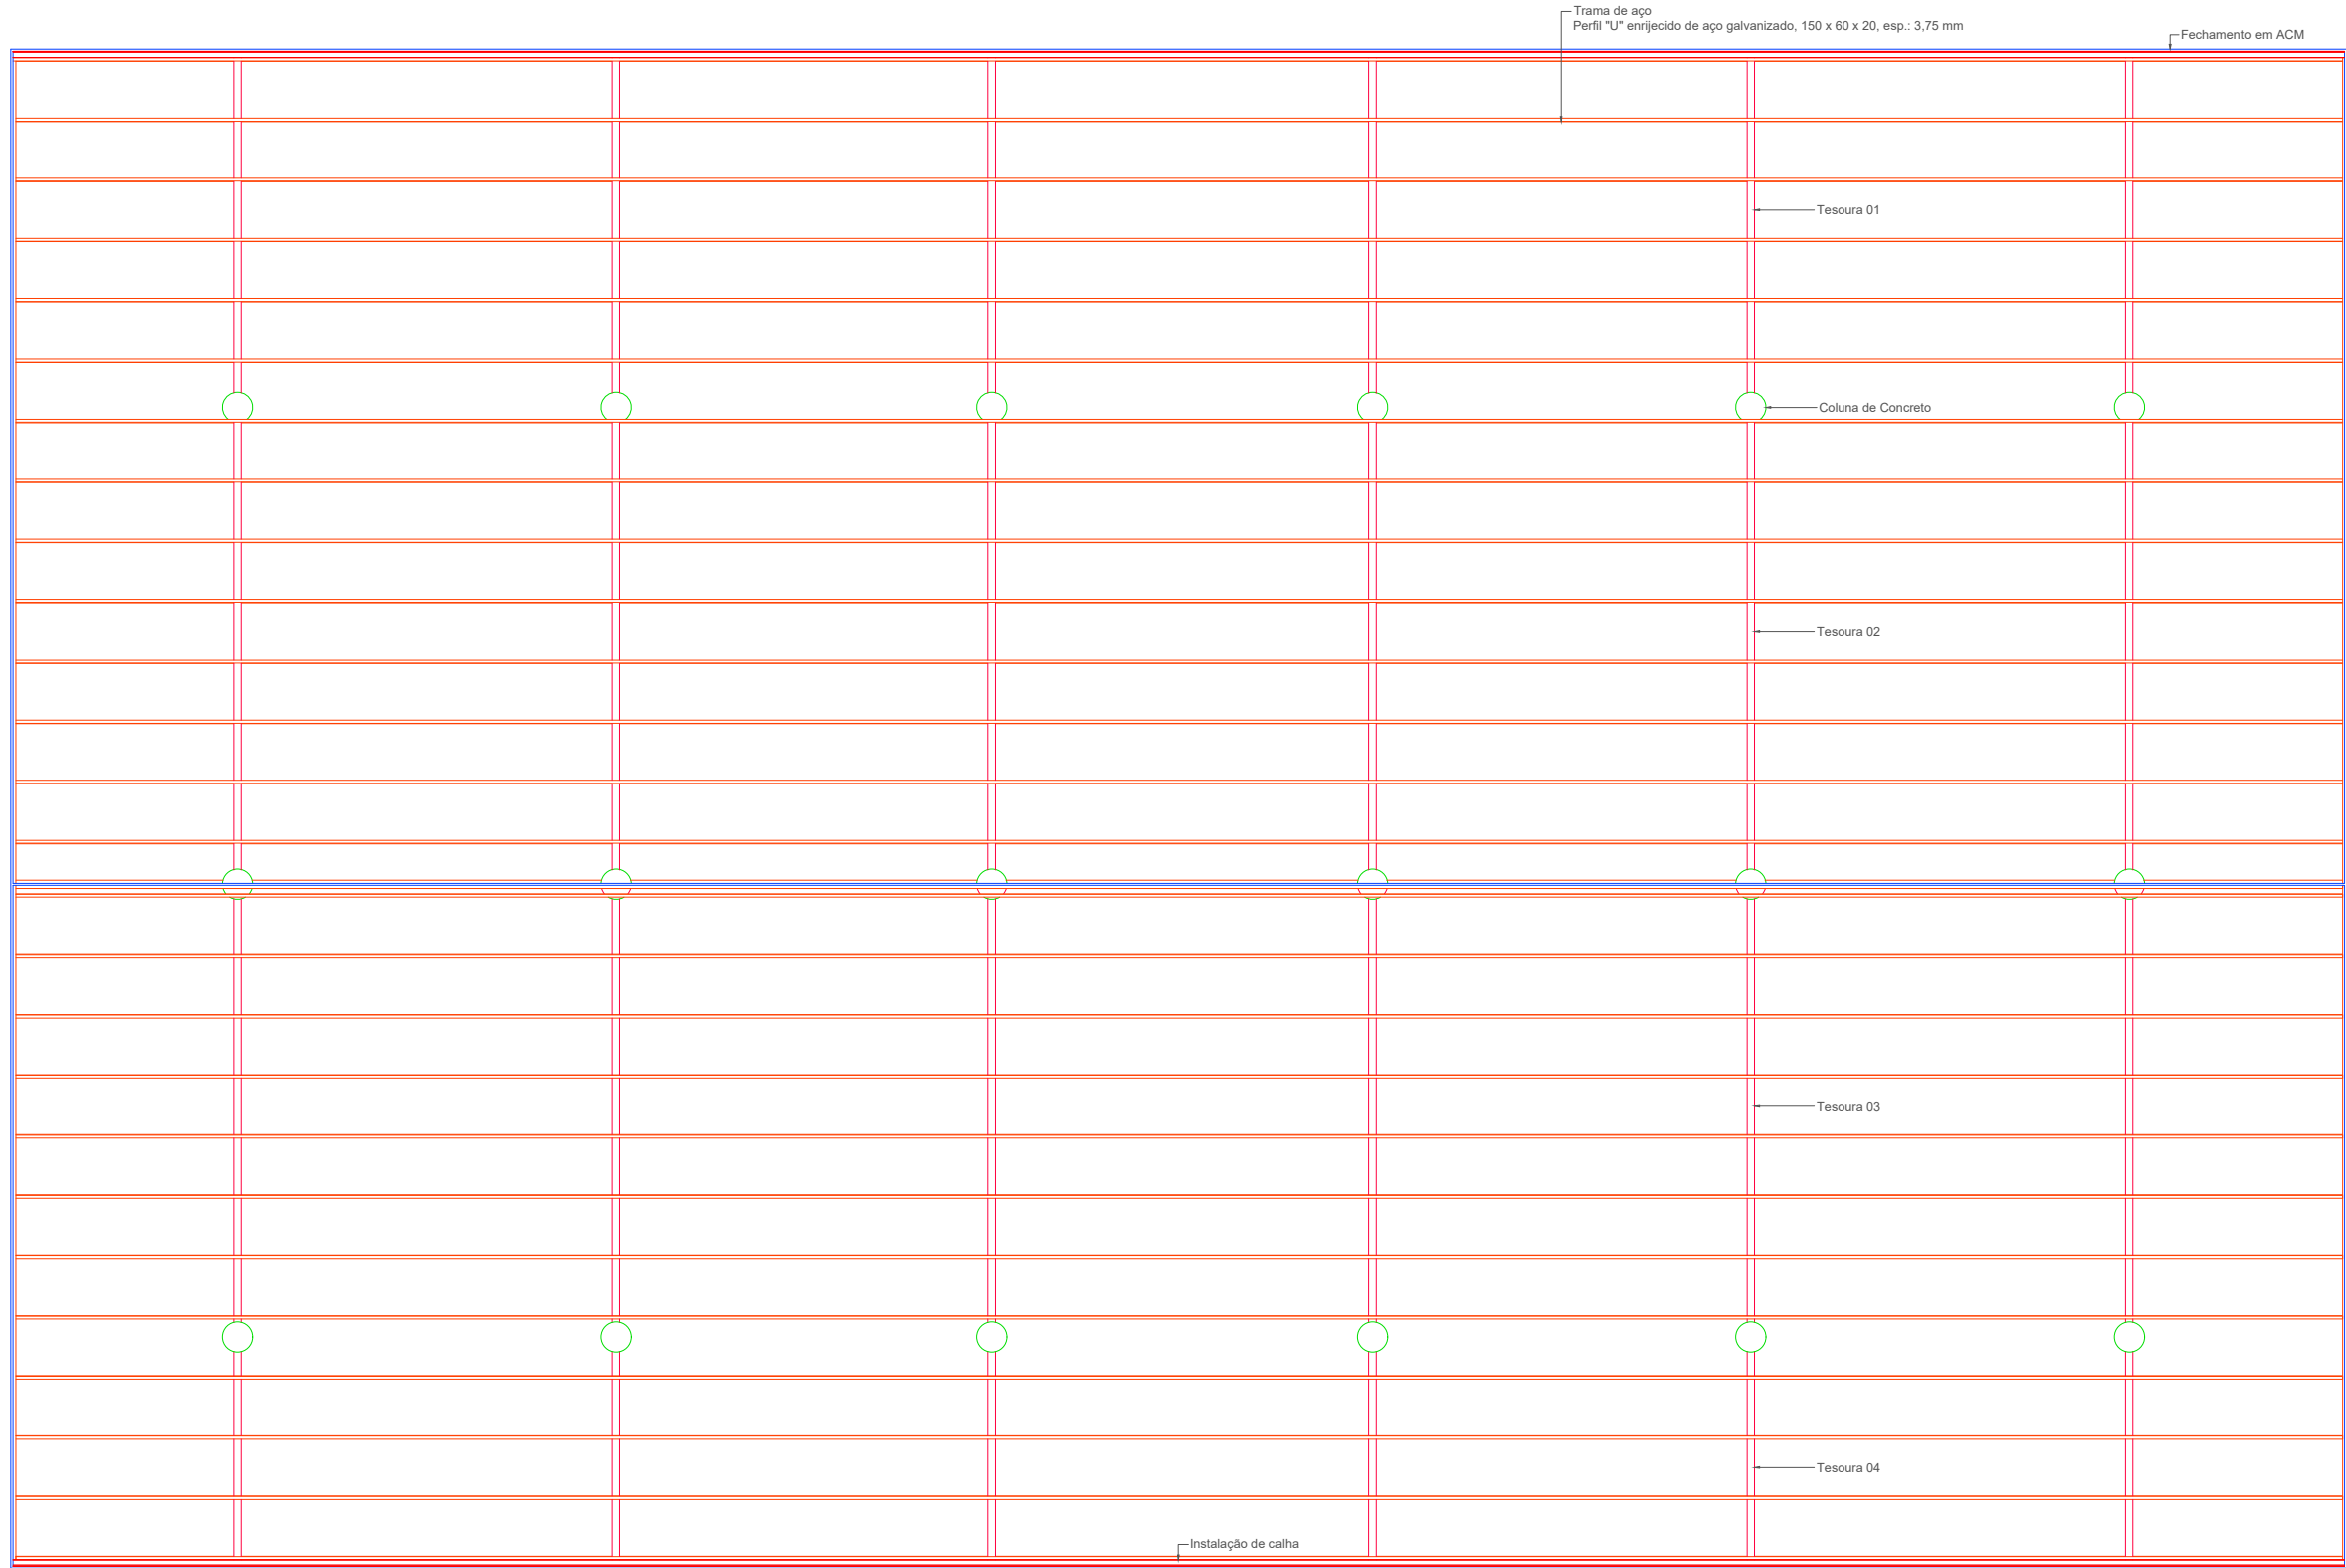 Trama de aço
Perfil "U" enrijecido de aço galvanizado, 150 x 60 x 20, esp.: 3,75 mm
Fechamento em ACM
Tesoura 01
Coluna de Concreto
Tesoura 02
Tesoura 03
Tesoura 04
Instalação de calha